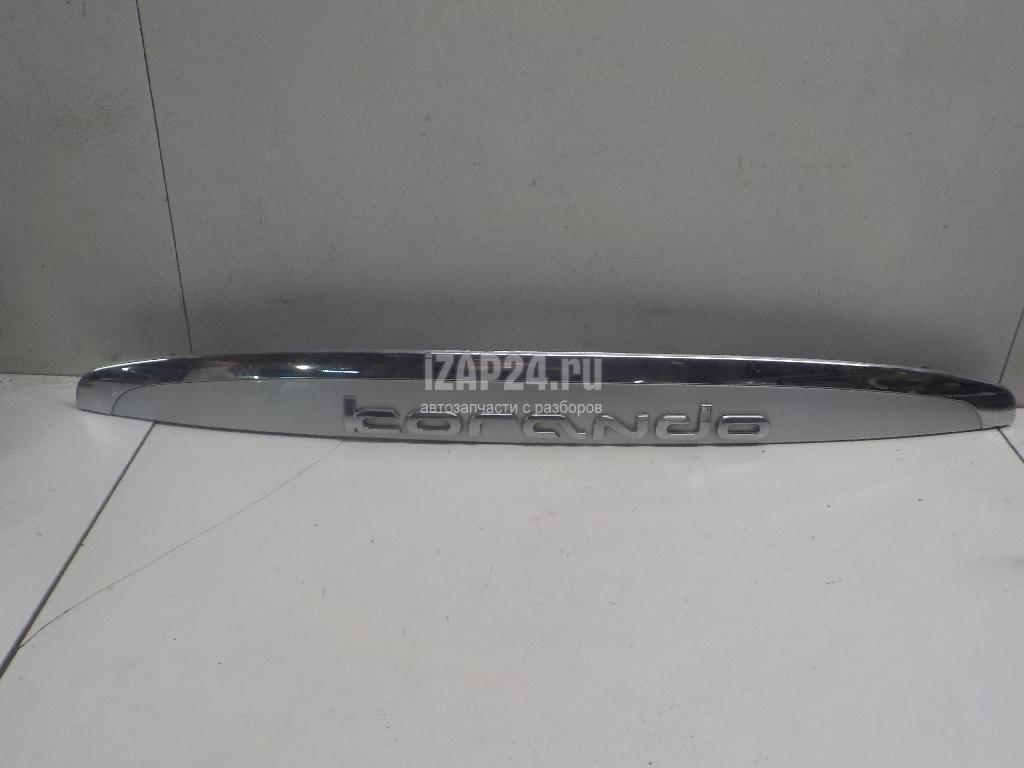 iZAP24.ru
автозапчасти с разборов
korando